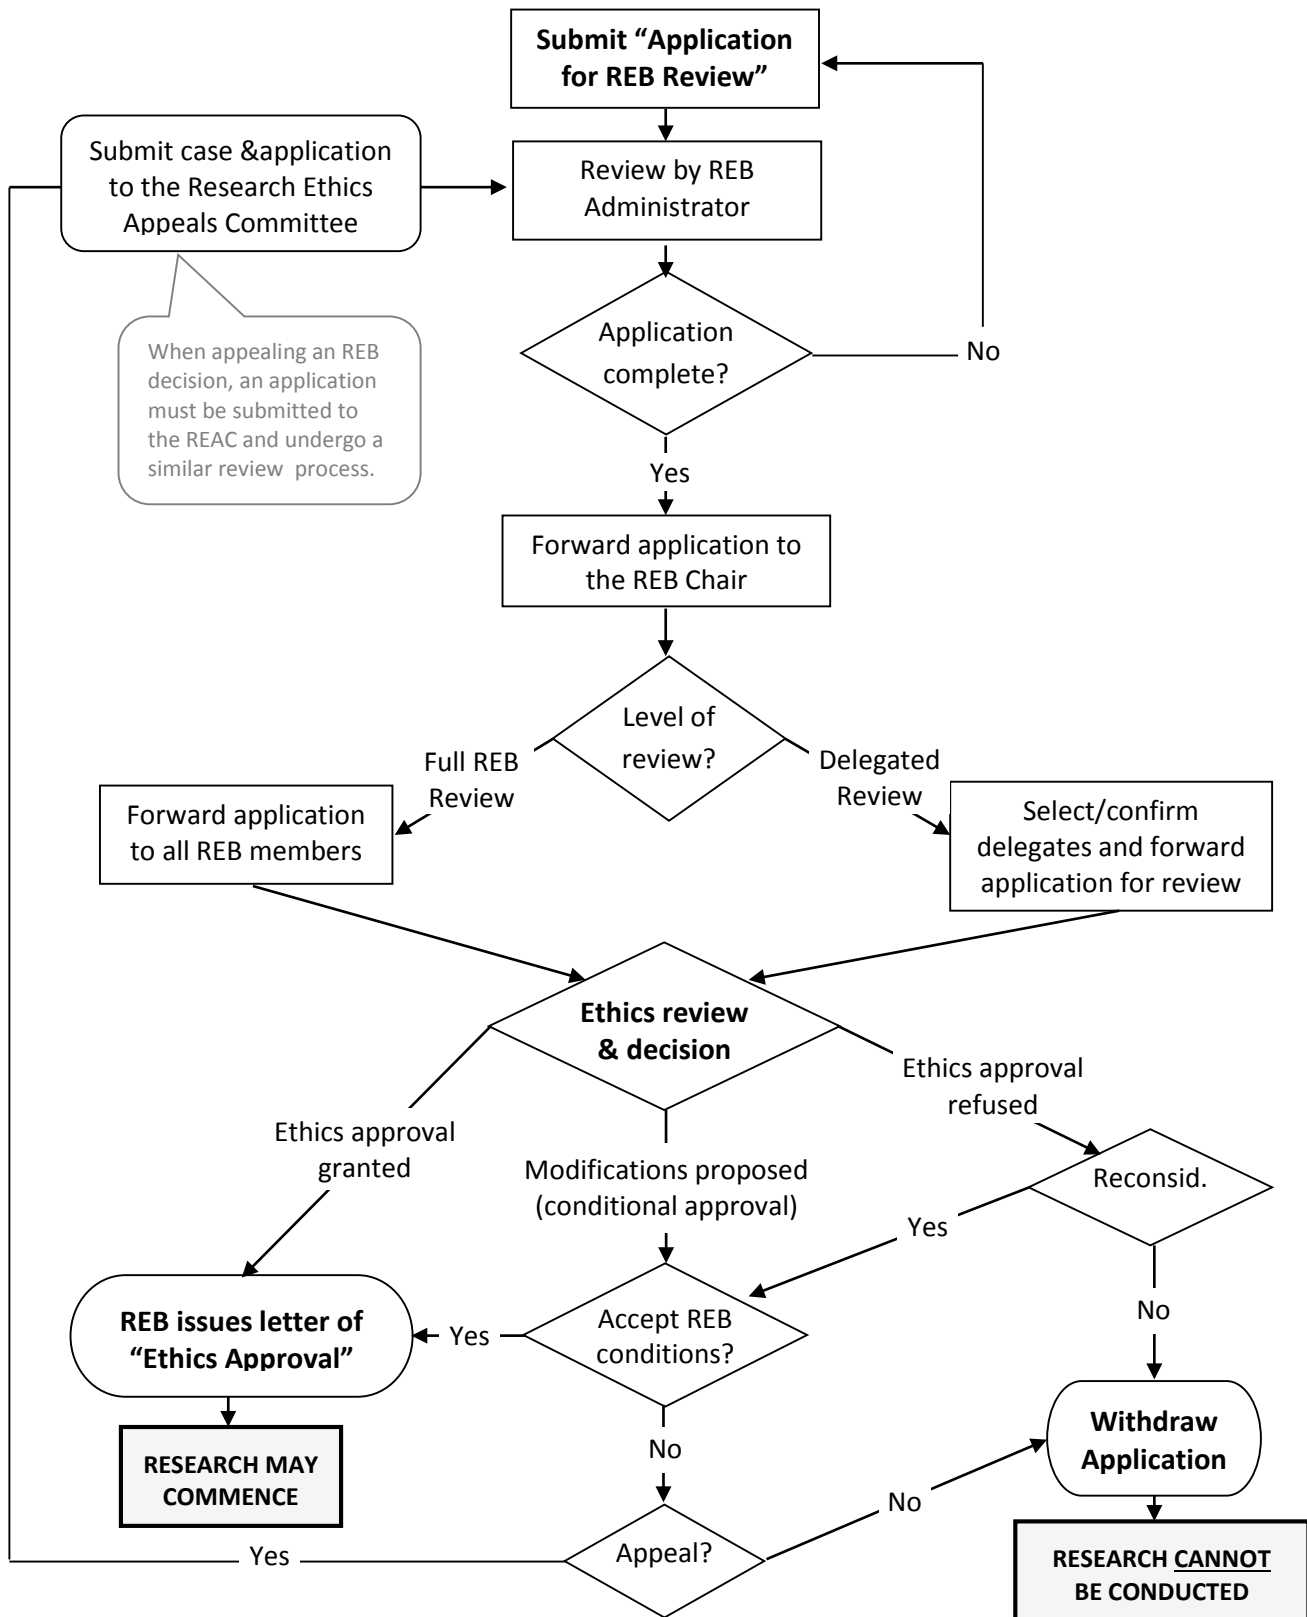 Submit “Application
for REB Review”
Submit case &application
to the Research Ethics
Appeals Committee
Review by REB
Administrator
When appealing an REB
decision, an application
must be submitted to
the REAC and undergo a
similar review process.
Application
complete?
No
Yes
Forward application to
the REB Chair
Level of
review?
Full REB
Review
Delegated
Review
Forward application
to all REB members
Select/confirm
delegates and forward
application for review
Ethics review
& decision
Ethics approval
refused
Ethics approval
granted
Modifications proposed
(conditional approval)
Reconsid.
Yes
No
REB issues letter of
“Ethics Approval”
Yes
Accept REB
conditions?
Withdraw
Application
No
RESEARCH MAY
COMMENCE
No
Yes
Appeal?
RESEARCH CANNOT
BE CONDUCTED